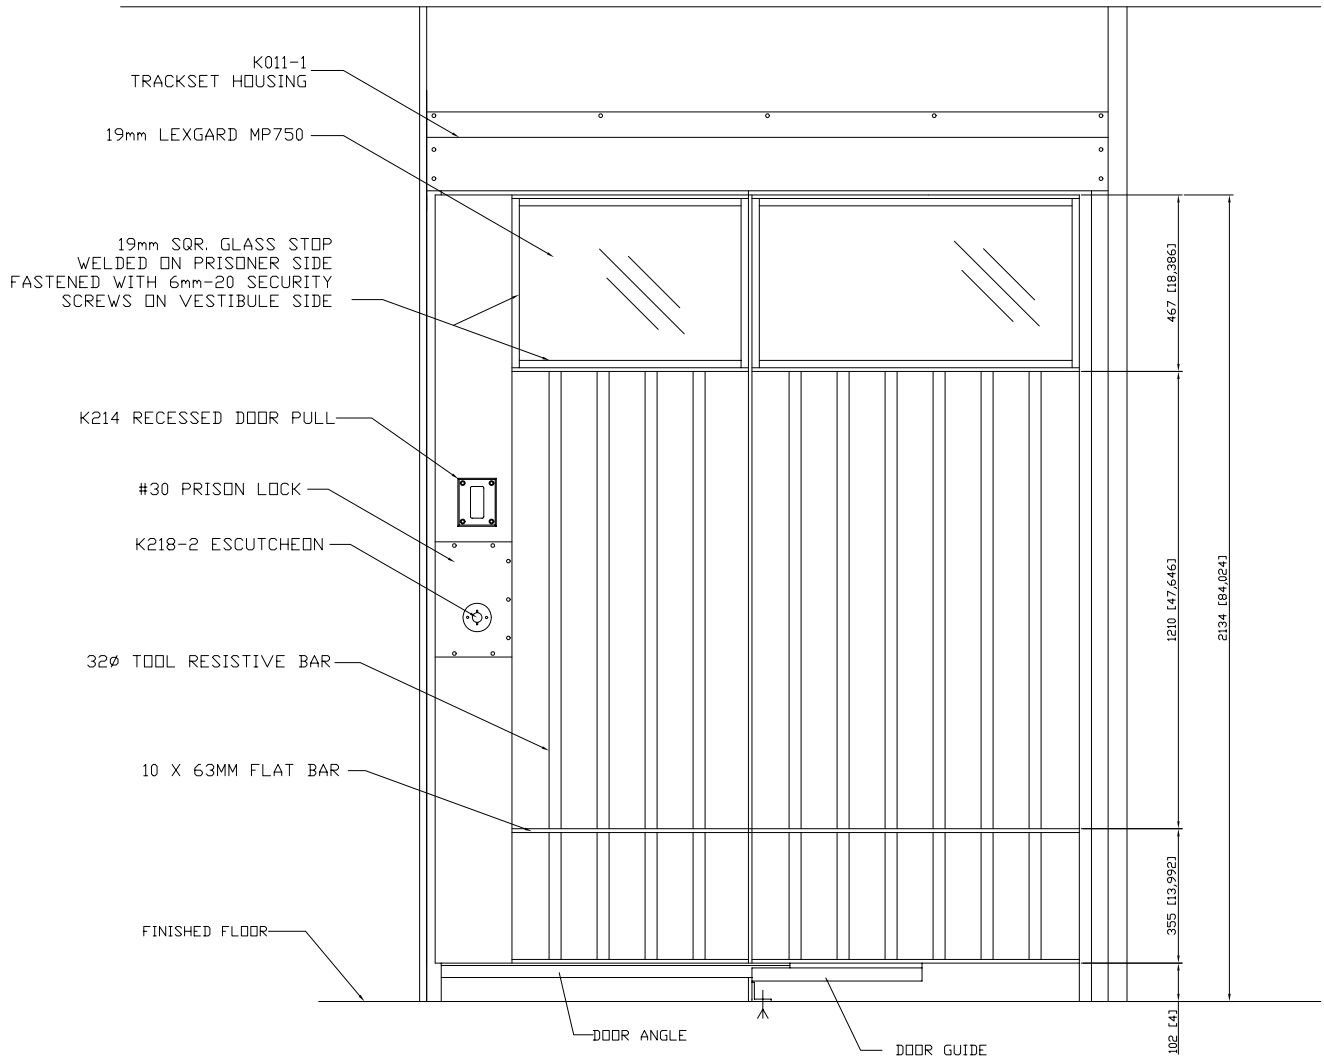 K011-1
TRACKSET HOUSING
19mm LEXGARD MP750
19mm SQR. GLASS STOP
WELDED ON PRISONER SIDE
FASTENED WITH 6mm-20 SECURITY
SCREWS ON VESTIBULE SIDE
K214 RECESSED DOOR PULL
#30 PRISON LOCK
K218-2 ESCUTCHEON
32ø TOOL RESISTIVE BAR
10 X 63MM FLAT BAR
FINISHED FLOOR
DOOR ANGLE
DOOR GUIDE
467 [18,386]
1210 [47,646]
2134 [84,024]
355 [13,992]
102 [4]